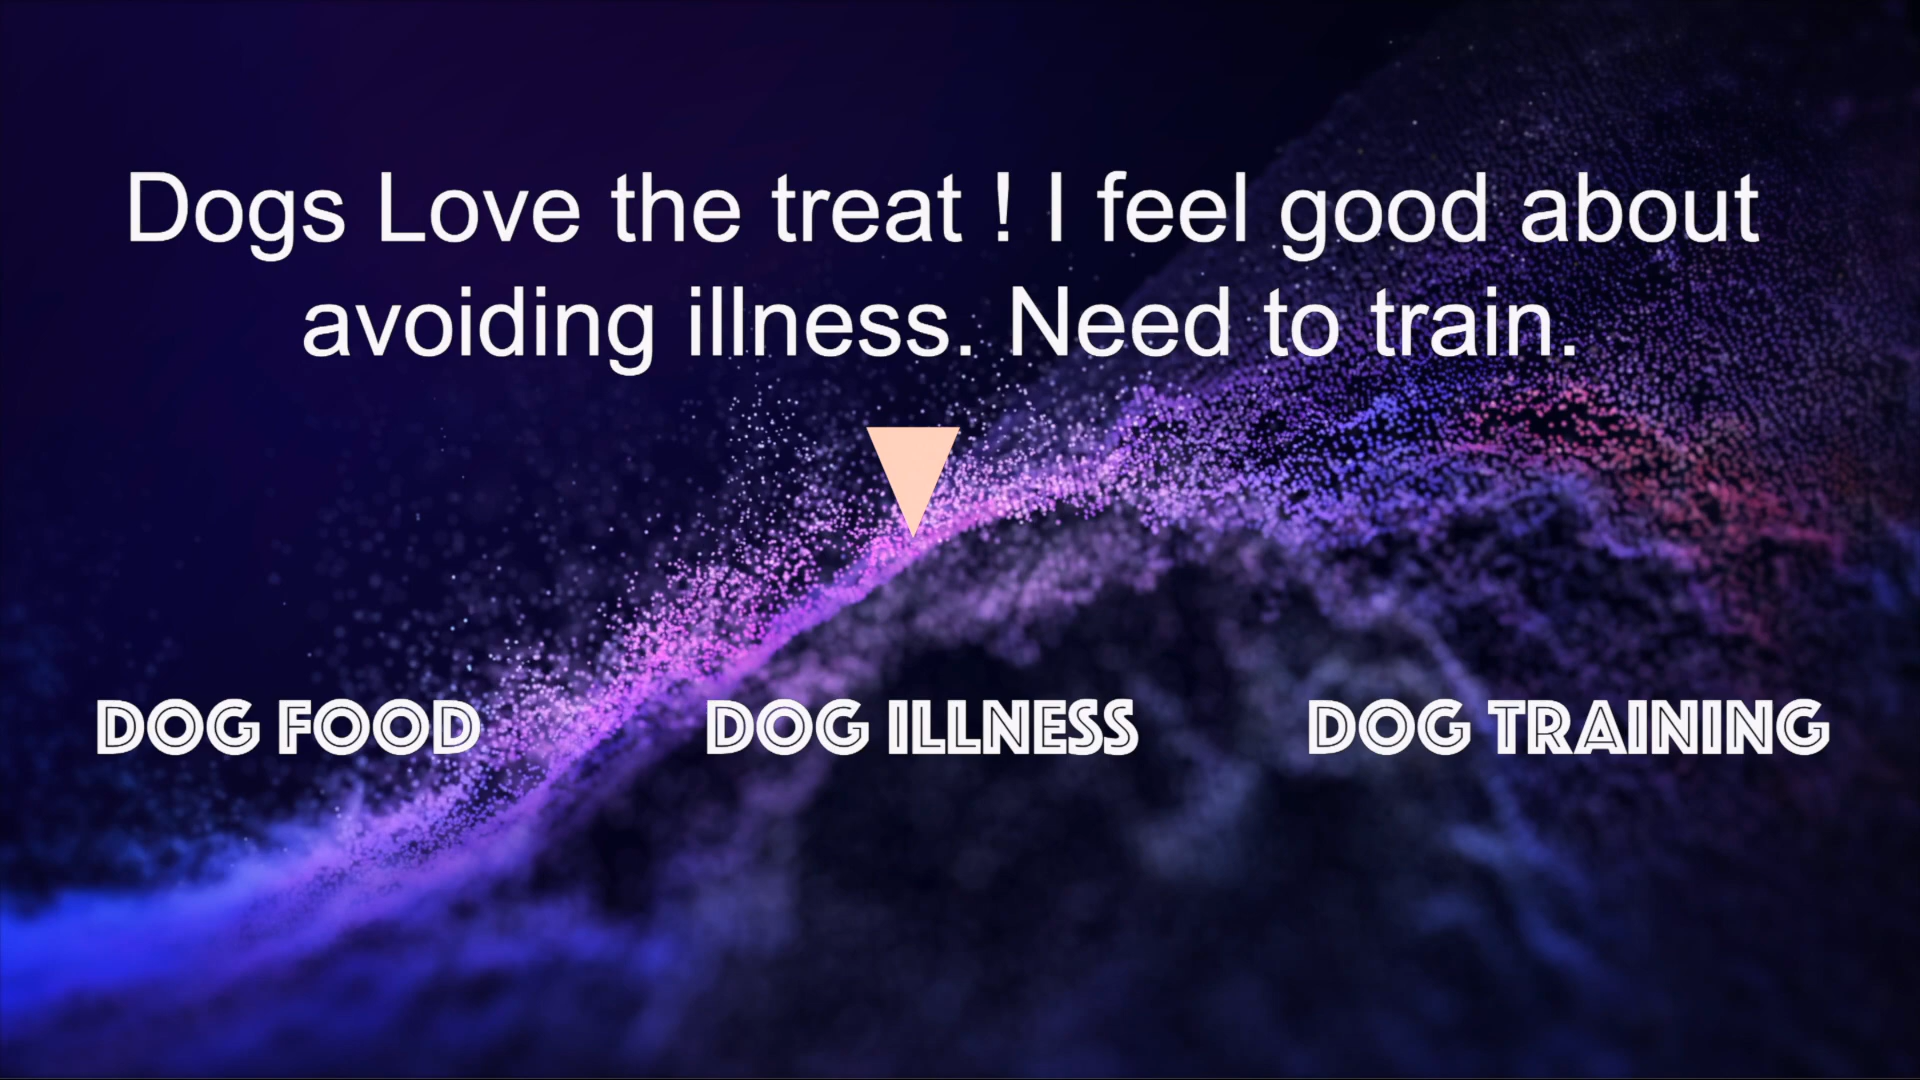 Dogs Love the treat ! I feel good about
avoiding illness. Need to train.
DOG FOOD
DOG ILLNESS
DOG TRAINING